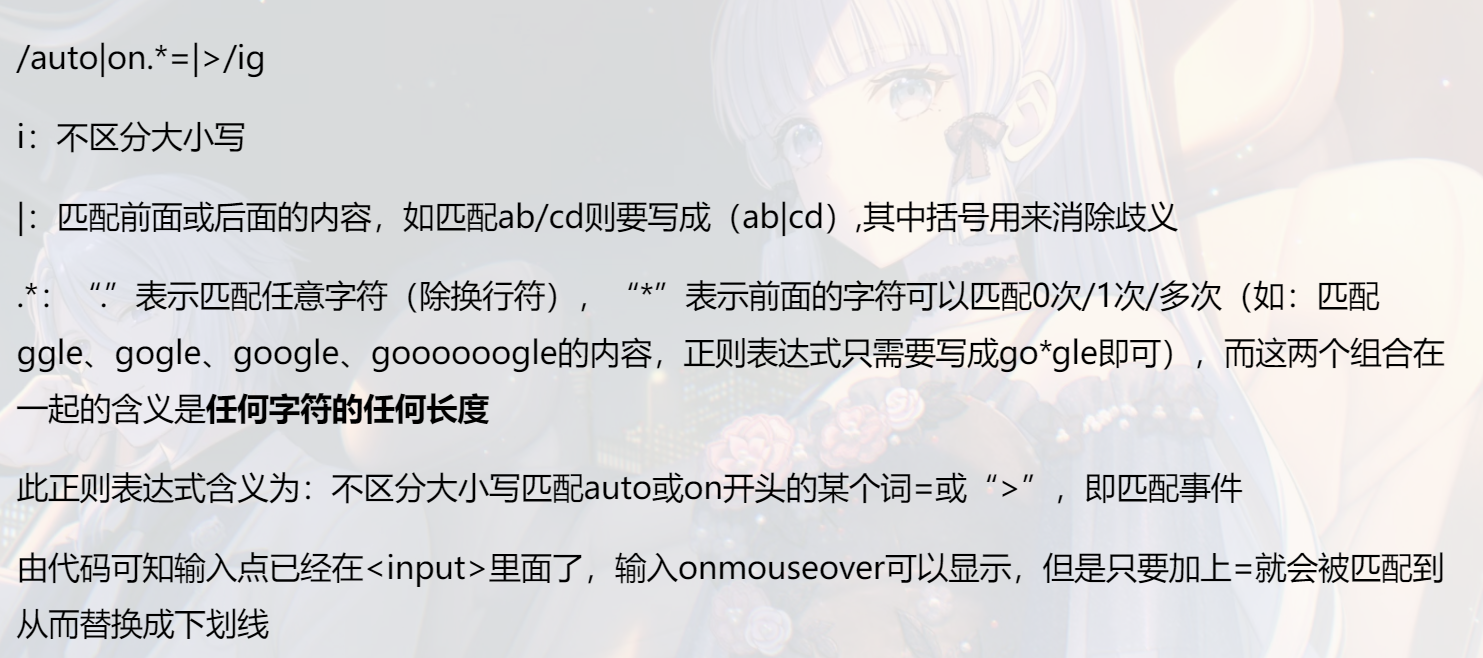 /auto|on.*=|>/ig
i：不区分大小写
|：匹配前面或后面的内容，如匹配ab/cd则要写成（ab|cd）,其中括号用来消除歧义
.*：“.”表示匹配任意字符（除换行符），“*”表示前面的字符可以匹配0次/1次/多次（如：匹配
ggle、gogle、google、goooooogle的内容，正则表达式只需要写成go*gle即可），而这两个组合在
一起的含义是任何字符的任何长度
此正则表达式含义为：不区分大小写匹配auto或on开头的某个词=或“>”，即匹配事件
由代码可知输入点已经在<input>里面了，输入onmouseover可以显示，但是只要加上=就会被匹配到
从而替换成下划线